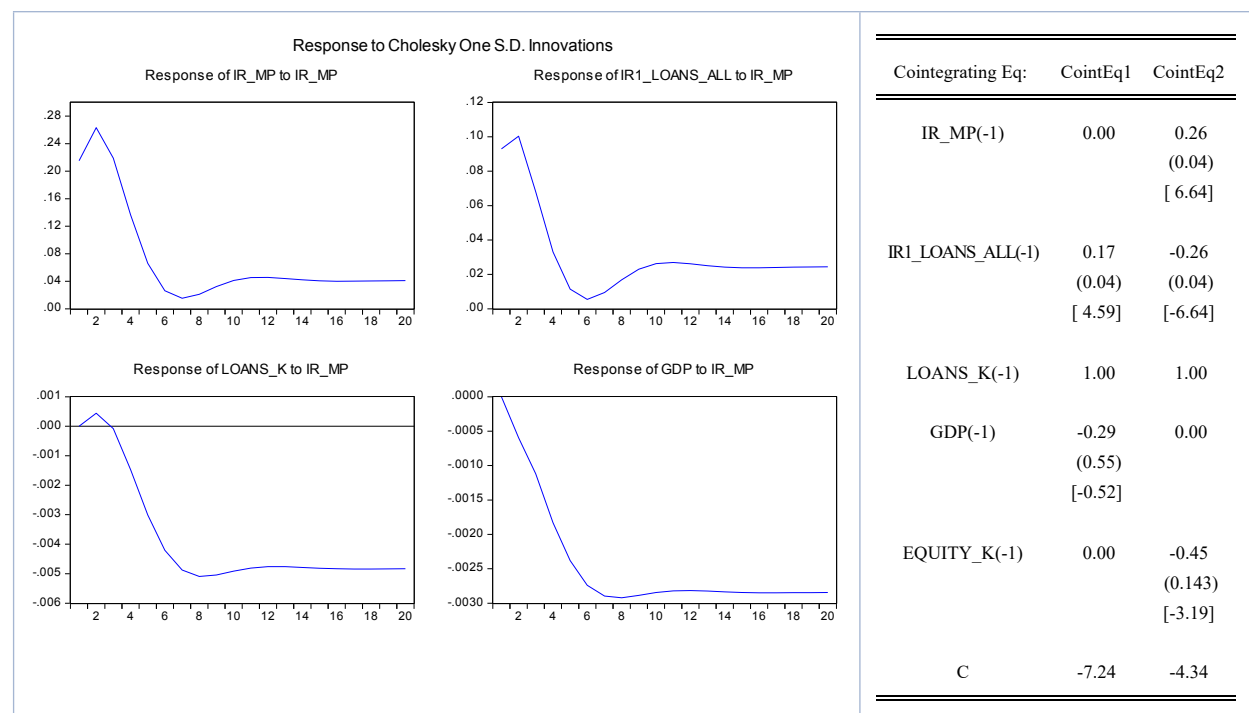 Response to Cholesky One S.D. Innovations
Response of IR_MP to IR_MP
.28
.24
.20
.16
.12
.08
.04
.00
2 4 6 8 10 12 14 16 18 20
Response of IR1_LOANS_ALL to IR_MP
.12
.10
.08
.06
.04
.02
.00
2 4 6 8 10 12 14 16 18 20
Response of LOANS_K to IR_MP
.001
.000
-.001
-.002
-.003
-.004
-.005
-.006
2 4 6 8 10 12 14 16 18 20
Response of GDP to IR_MP
.0000
-.0005
-.0010
-.0015
-.0020
-.0025
-.0030
2 4 6 8 10 12 14 16 18 20
Cointegrating Eq: CointEq1 CointEq2
IR_MP(-1) 0.00 0.26
(0.04)
[ 6.64]
IR1_LOANS_ALL(-1) 0.17 -0.26
(0.04) (0.04)
[ 4.59] [-6.64]
LOANS_K(-1) 1.00 1.00
GDP(-1) -0.29 0.00
(0.55)
[-0.52]
EQUITY_K(-1) 0.00 -0.45
(0.143)
[-3.19]
C -7.24 -4.34